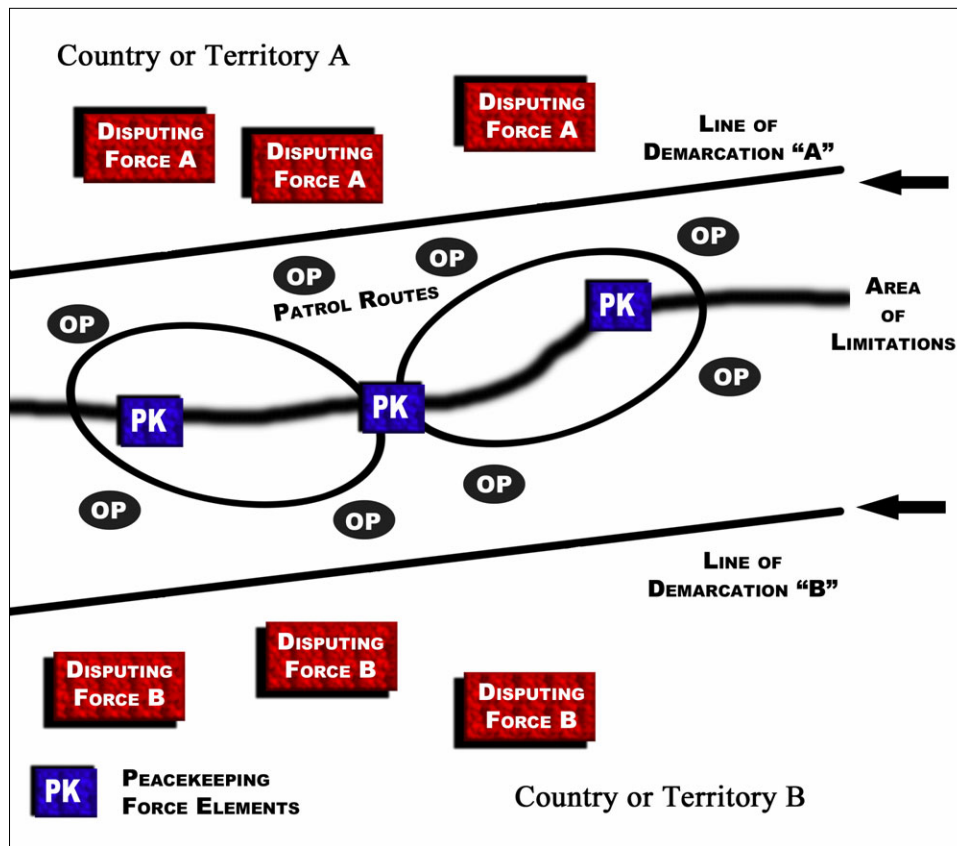 Country or Territory A
DISPUTING
FORCE A
DISPUTING
FORCE A
DISPUTING
FORCE A
LINE OF
DEMARCATION “A”
OP
OP
OP
OP
PATROL ROUTES
PK
AREA
OF
LIMITATIONS
OP
PK
PK
OP
OP
OP
OP
LINE OF
DEMARCATION “B”
DISPUTING
FORCE B
DISPUTING
FORCE B
DISPUTING
FORCE B
PK
PEACEKEEPING
FORCE ELEMENTS
Country or Territory B